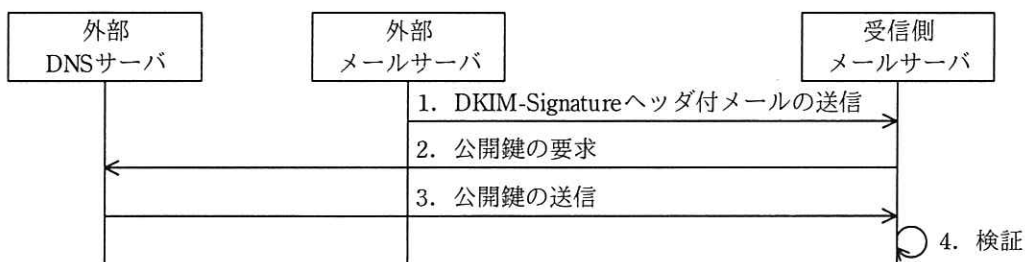 外部
DNSサーバ
外部
メールサーバ
受信側
メールサーバ
1. DKIM-Signatureヘッダ付メールの送信
2. 公開鍵の要求
3. 公開鍵の送信
4. 検証